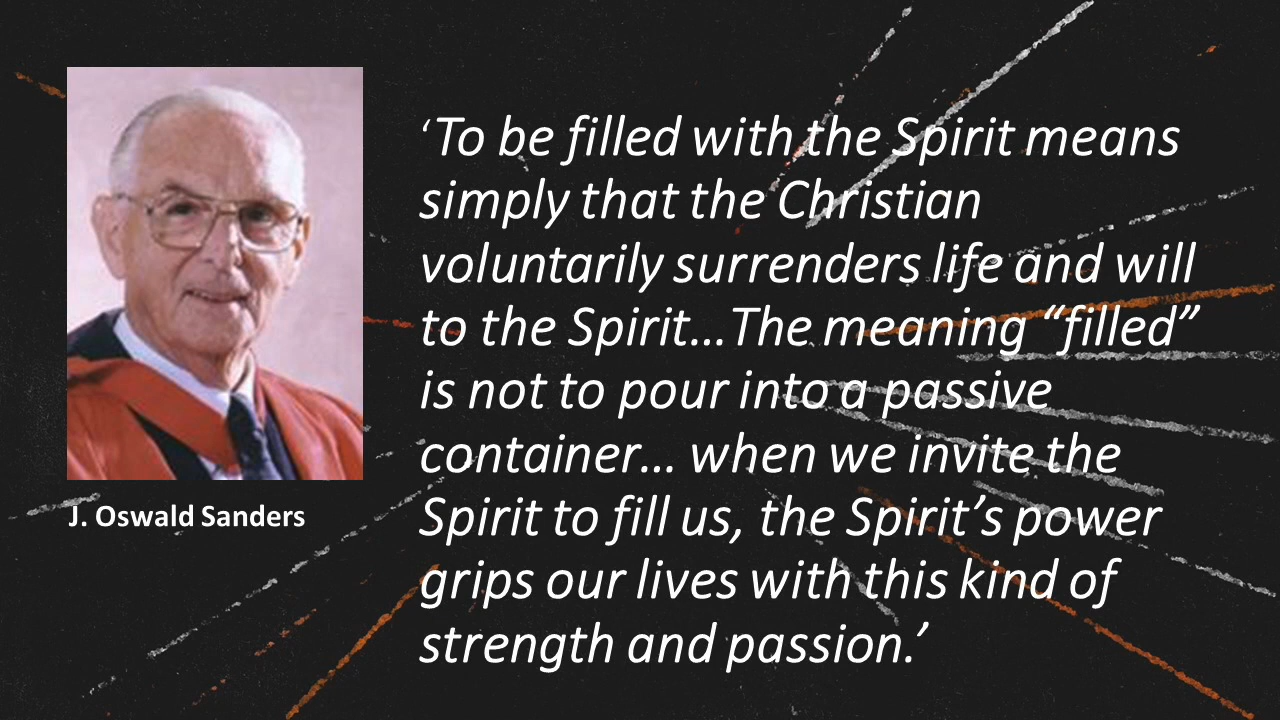 ‘To be filled with the Spirit means
simply that the Christian
voluntarily surrenders life and will
to the Spirit…The meaning “filled”
is not to pour into a passive
container… when we invite the
Spirit to fill us, the Spirit’s power
grips our lives with this kind of
strength and passion.’
J. Oswald Sanders